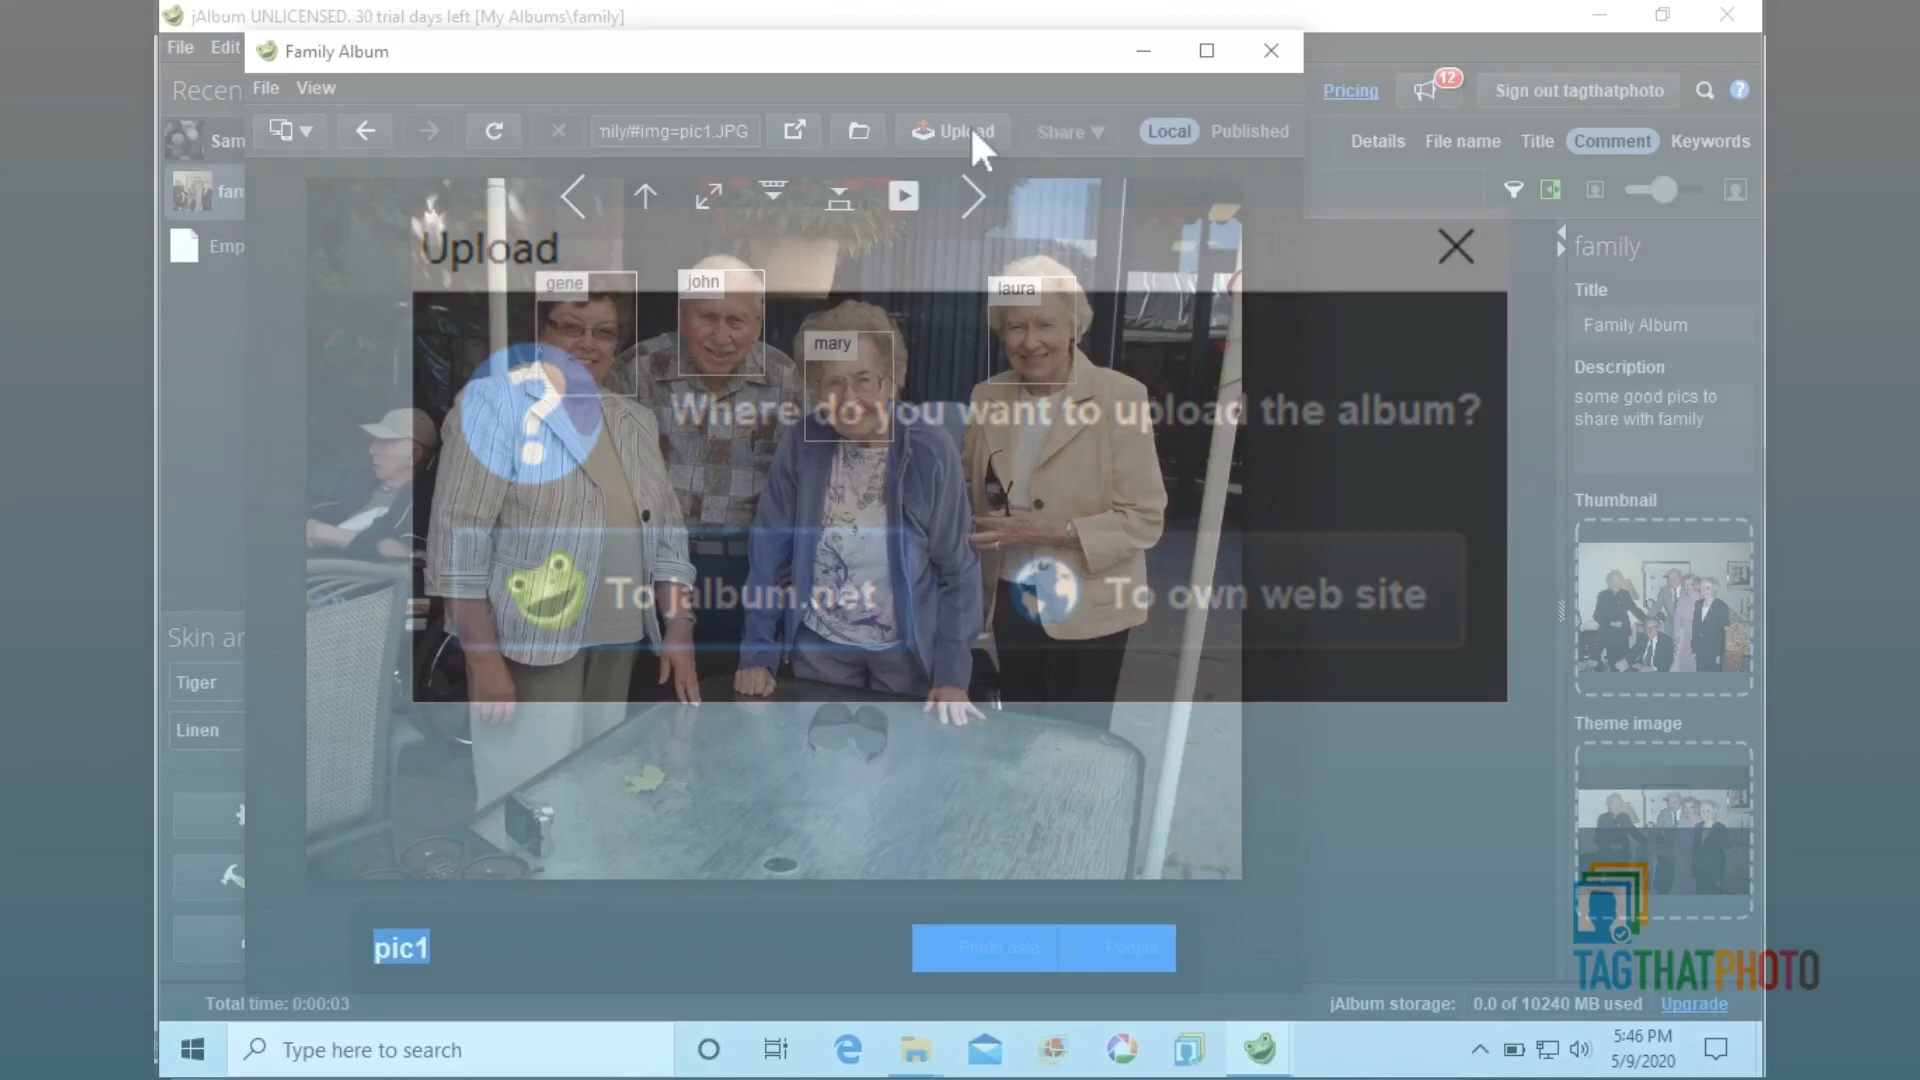 jAlbum UNLICENSED. 30 trial days left [My Albums\family]
Family Album
File Edit
File View
Recen
Pricing
12
Sign out tagthatphoto
?
mily/#img=pic1.JPG
Upload
Share
Local
Published
Details
File name
Title
Comment
Keywords
Sam
fam
Emp
Upload
family
gene
john
laura
mary
Title
Family Album
Description
some good pics to
share with family
Where do you want to upload the album?
Thumbnail
To jalbum.net
To own web site
Skin an
Tiger
Linen
Theme image
pic1
Photo data
People
TAGTHATPHOTO
Total time: 0:00:03
jAlbum storage:
0.0 of 10240 MB used
Upgrade
Type here to search
5:46 PM
5/9/2020